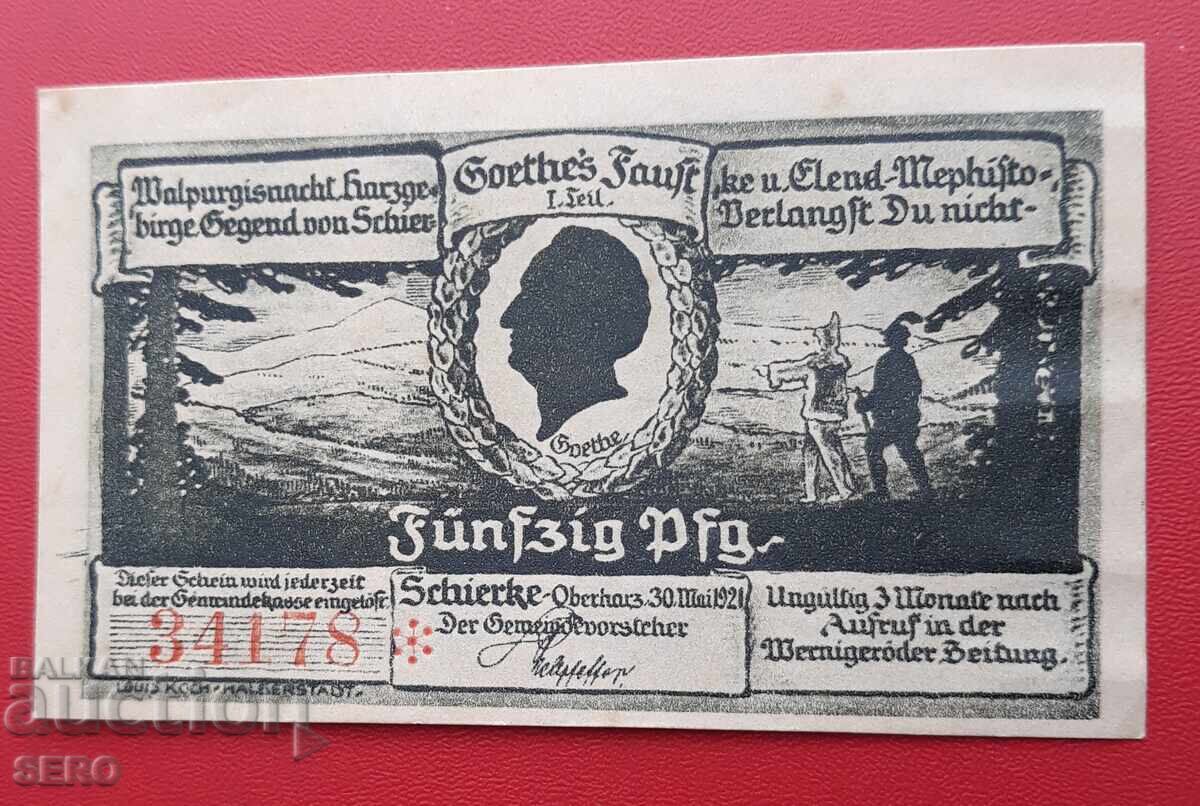 Goethe's Faust
I. Teil.
Walpurgisnacht. Harzge-
birge. Gegend von Schier-
ke u. Elend-Mephisto-
Verlangst Du nicht-
Goethe
Fünfzig Pfg.-
Dieser Schein wird jederzeit
bei der Gemeindekasse eingelöst.
34178
LOUIS KOCH-HALBERSTADT.
Schierke-Oberharz. 30. Mai 1921
Der Gemeindevorsteher
Ungültig 3 Monate nach
Aufruf in der
Wernigeröder Zeitung.
BALKAN
auction
SERO